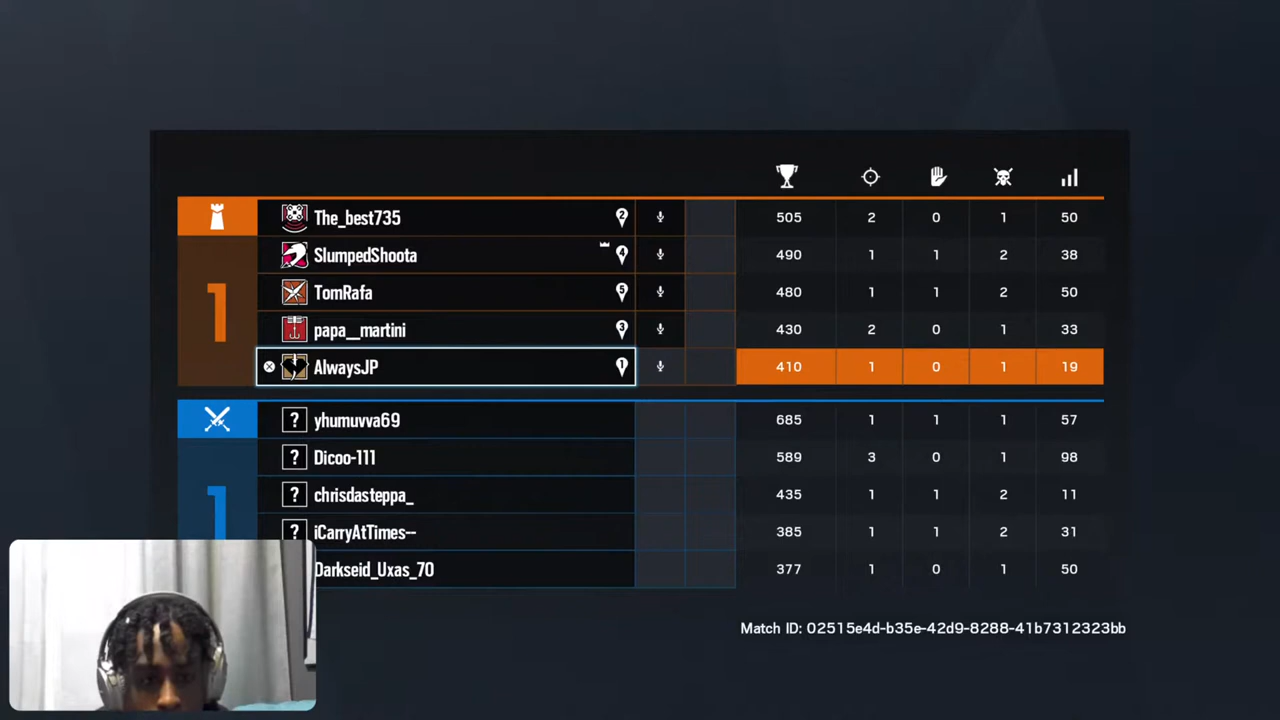 The_best735 2 505 2 0 1 50
SlumpedShoota 4 490 1 1 2 38
1
TomRafa 5 480 1 1 2 50
papa__martini 3 430 2 0 1 33
AlwaysJP 1 410 1 0 1 19
? yhumuvva69 685 1 1 1 57
? Dicoo-111 589 3 0 1 98
1
? chrisdasteppa_ 435 1 1 2 11
? iCarryAtTimes-- 385 1 1 2 31
Darkseid_Uxas_70 377 1 0 1 50
Match ID: 02515e4d-b35e-42d9-8288-41b7312323bb